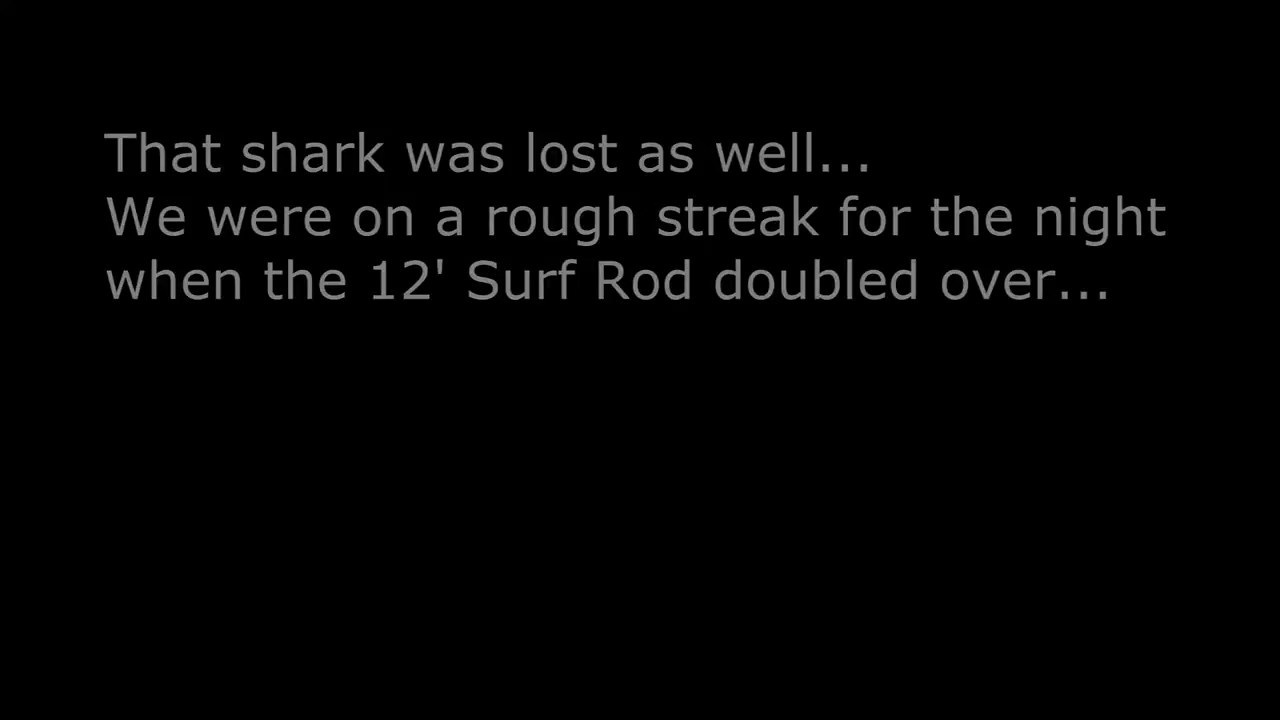 That shark was lost as well...
We were on a rough streak for the night
when the 12' Surf Rod doubled over...